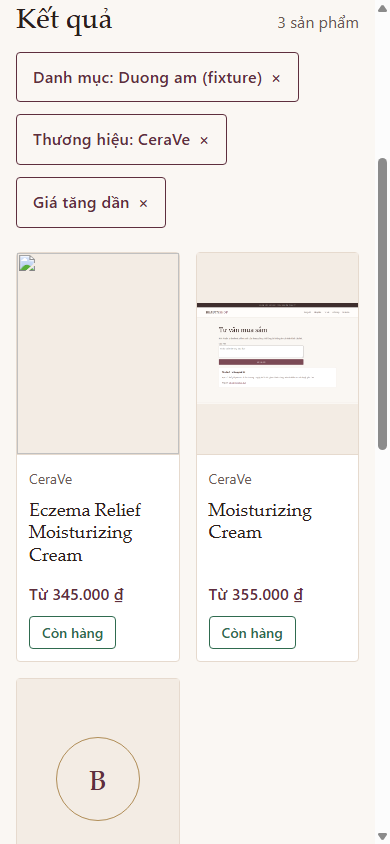 Kết quả
3 sản phẩm
Danh mục: Duong am (fixture) ×
Thương hiệu: CeraVe ×
Giá tăng dần ×
Tư vấn mua sắm
CeraVe
Eczema Relief
Moisturizing
Cream
Từ 345.000 ₫
Còn hàng
CeraVe
Moisturizing
Cream
Từ 355.000 ₫
Còn hàng
B